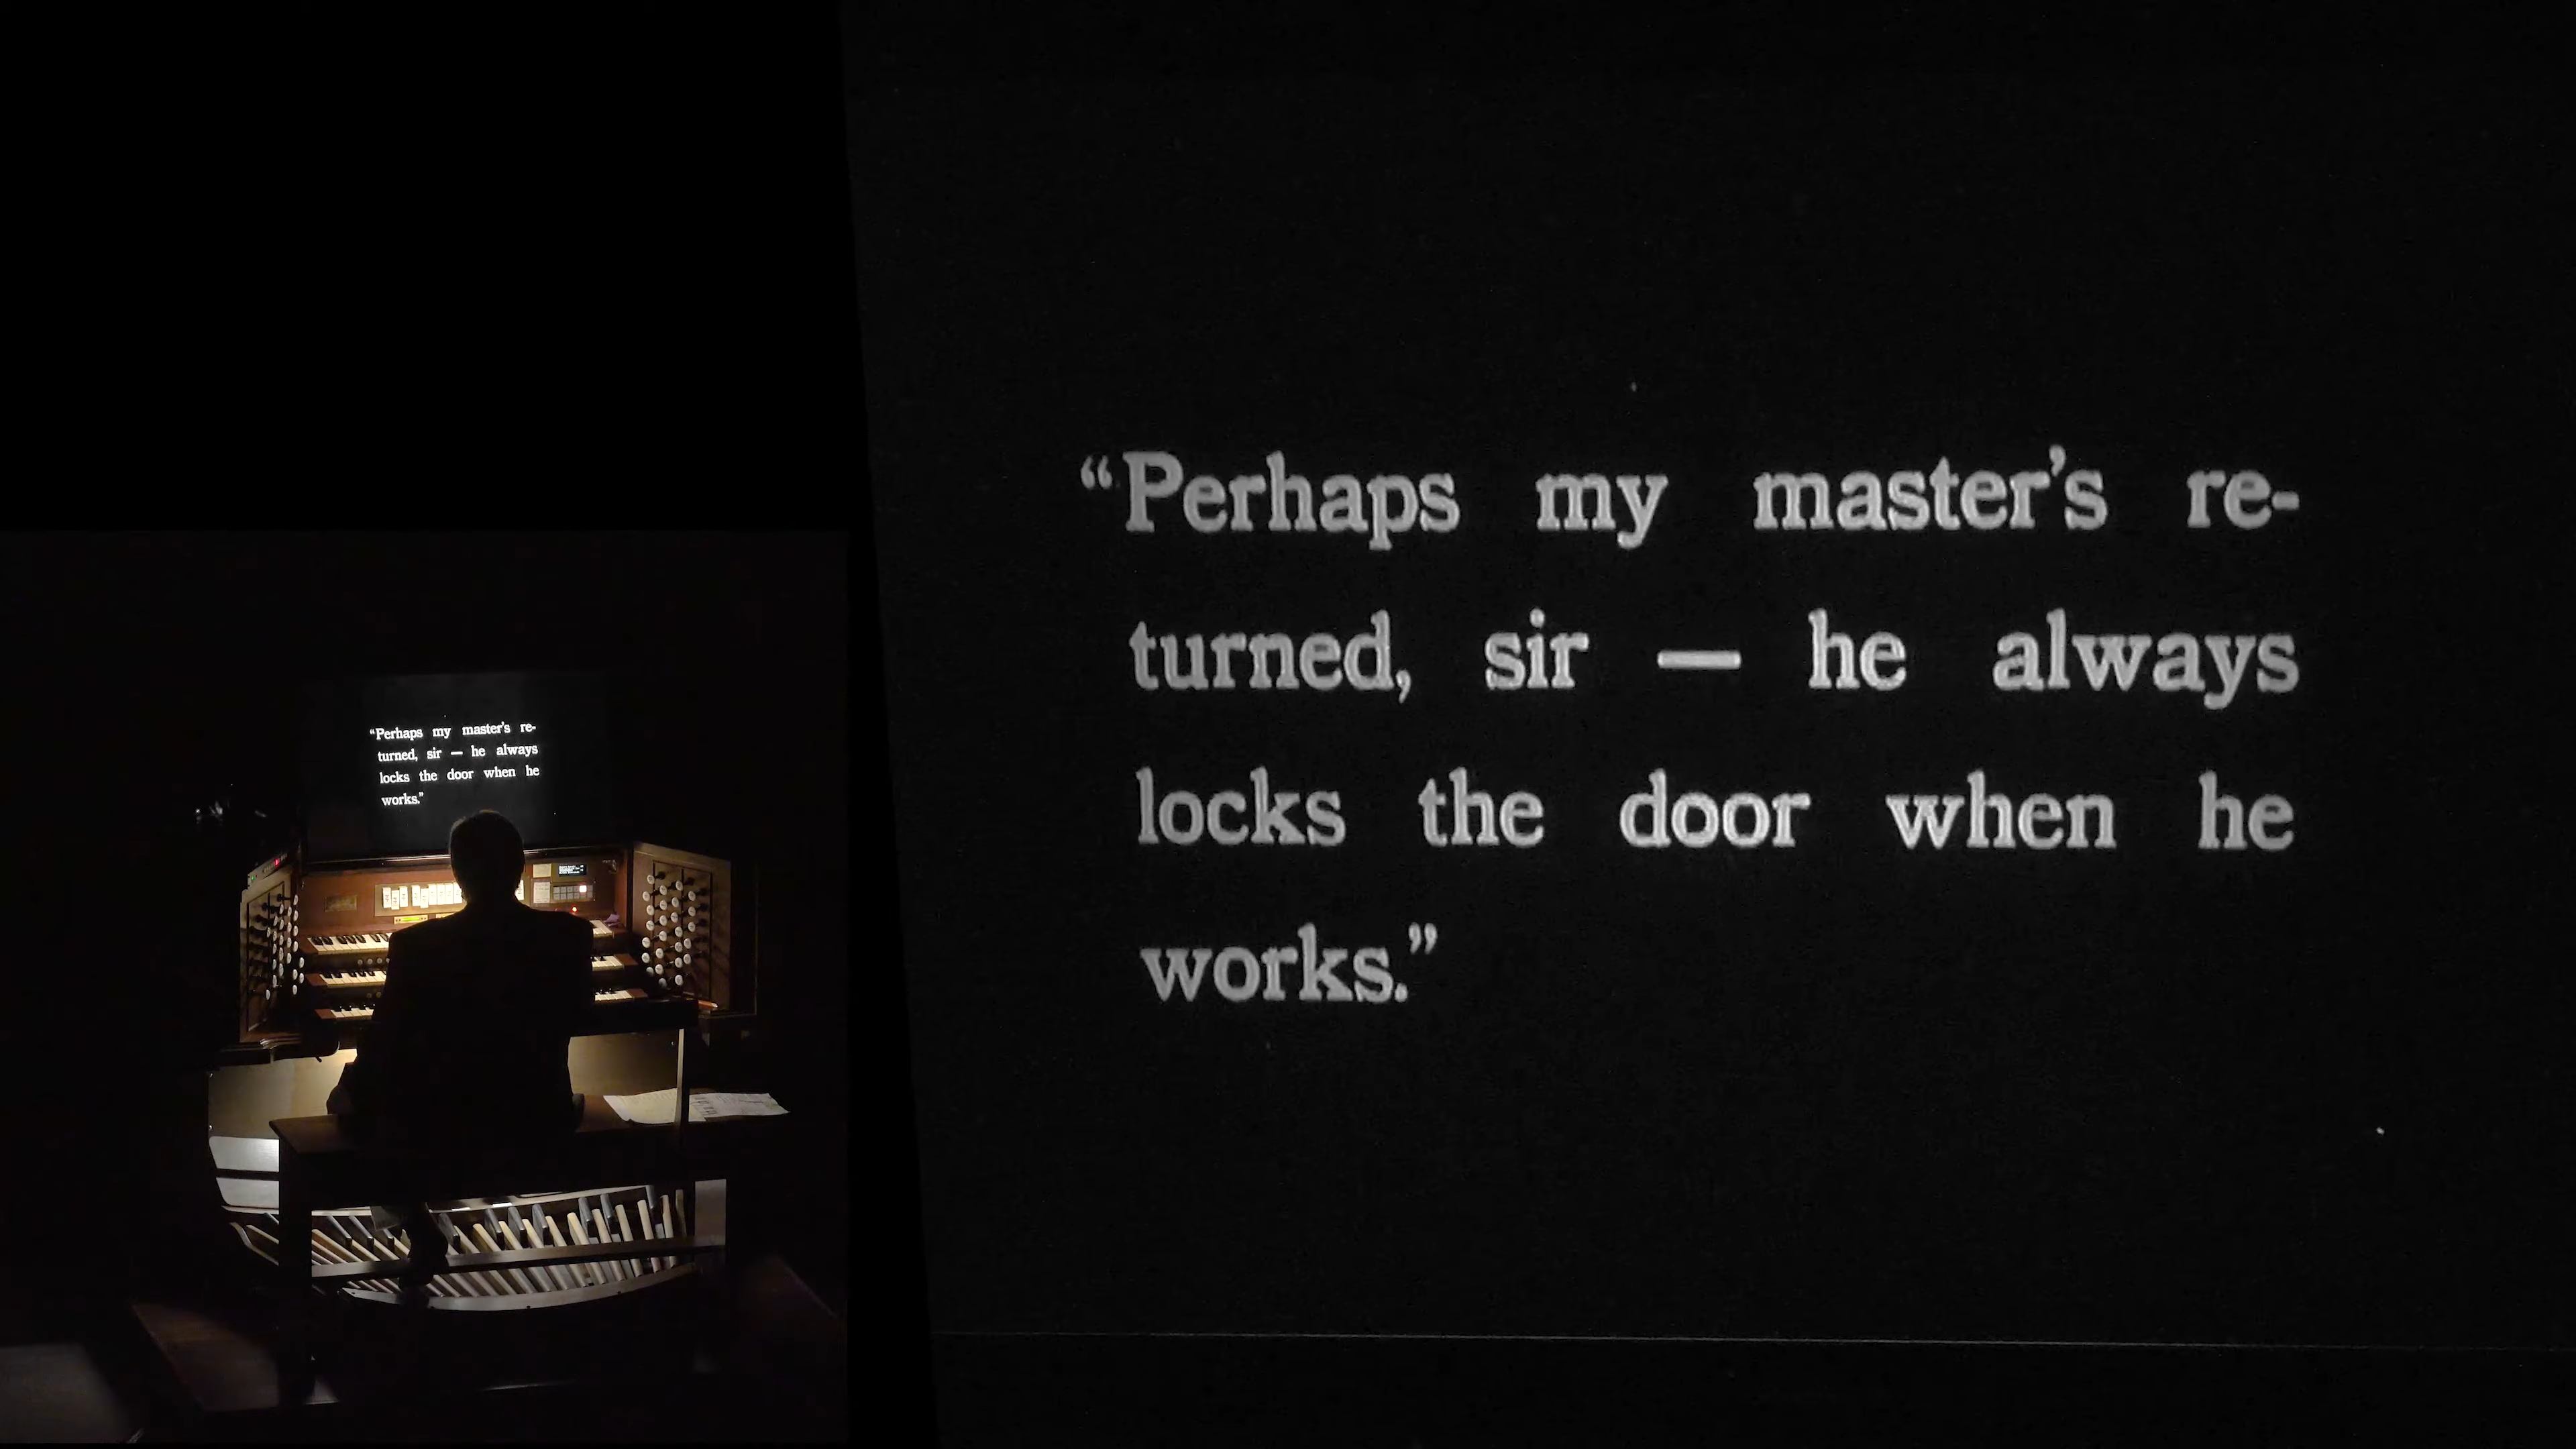 “Perhaps my master’s re-
turned, sir — he always
locks the door when he
works.”
“Perhaps my master’s re-
turned, sir — he always
locks the door when he
works.”